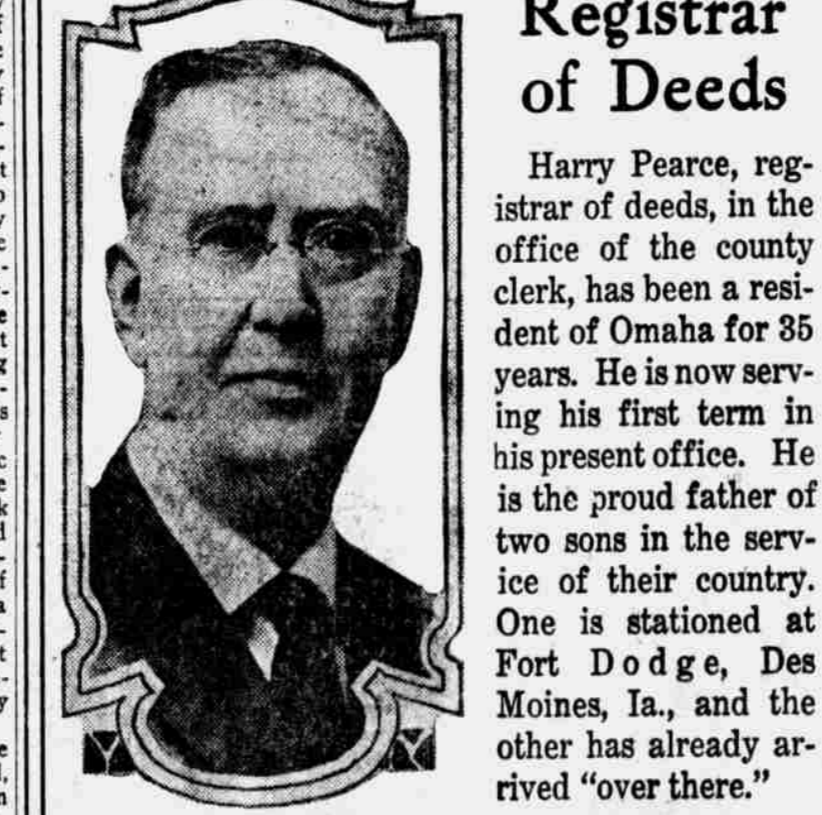 Registrar
of Deeds
Harry Pearce, reg-
istrar of deeds, in the
office of the county
clerk, has been a resi-
dent of Omaha for 35
years. He is now serv-
ing his first term in
his present office. He
is the proud father of
two sons in the serv-
ice of their country.
One is stationed at
Fort Dodge, Des
Moines, Ia., and the
other has already ar-
rived "over there."